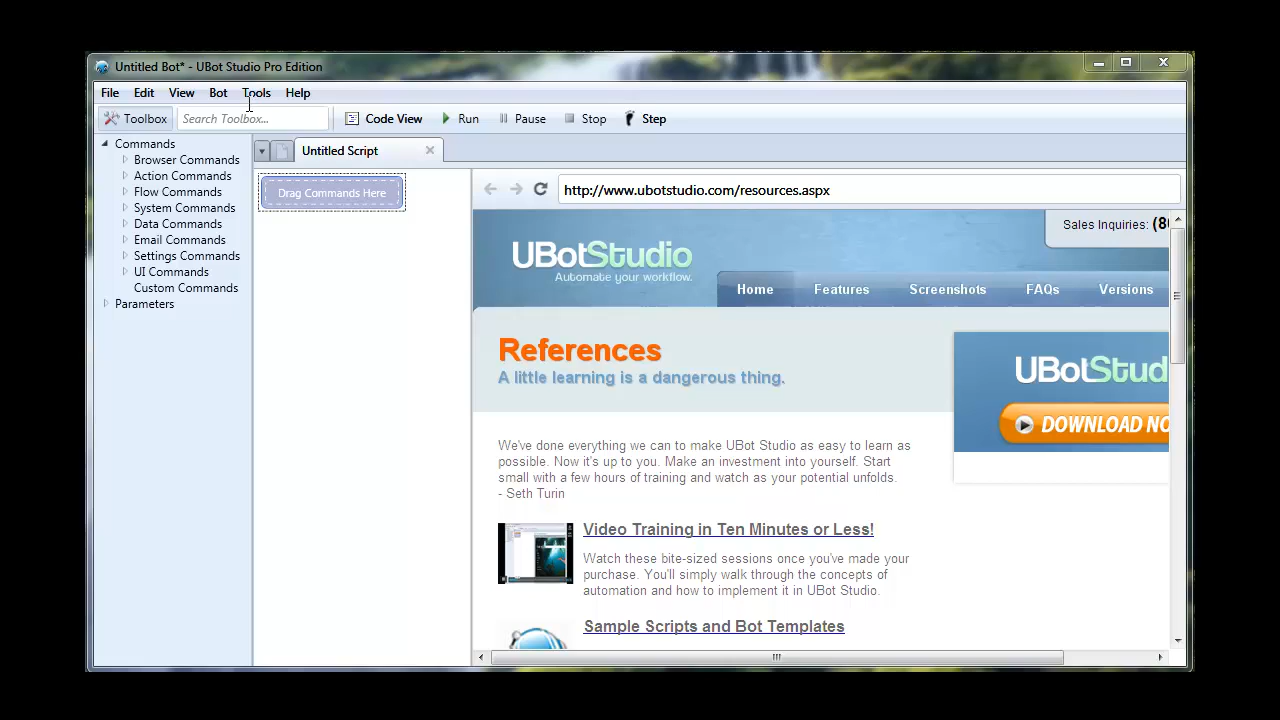 Untitled Bot* - UBot Studio Pro Edition
File Edit View Bot Tools Help
Toolbox Search Toolbox... Code View Run Pause Stop Step
Commands
Browser Commands
Action Commands
Flow Commands
System Commands
Data Commands
Email Commands
Settings Commands
UI Commands
Custom Commands
Parameters
Untitled Script
Drag Commands Here
http://www.ubotstudio.com/resources.aspx
Sales Inquiries: (8
UBotStudio
Automate your workflow.
Home Features Screenshots FAQs Versions
References
A little learning is a dangerous thing.
UBotStud
DOWNLOAD NO
We've done everything we can to make UBot Studio as easy to learn as
possible. Now it's up to you. Make an investment into yourself. Start
small with a few hours of training and watch as your potential unfolds.
- Seth Turin
Video Training in Ten Minutes or Less!
Watch these bite-sized sessions once you've made your
purchase. You'll simply walk through the concepts of
automation and how to implement it in UBot Studio.
Sample Scripts and Bot Templates